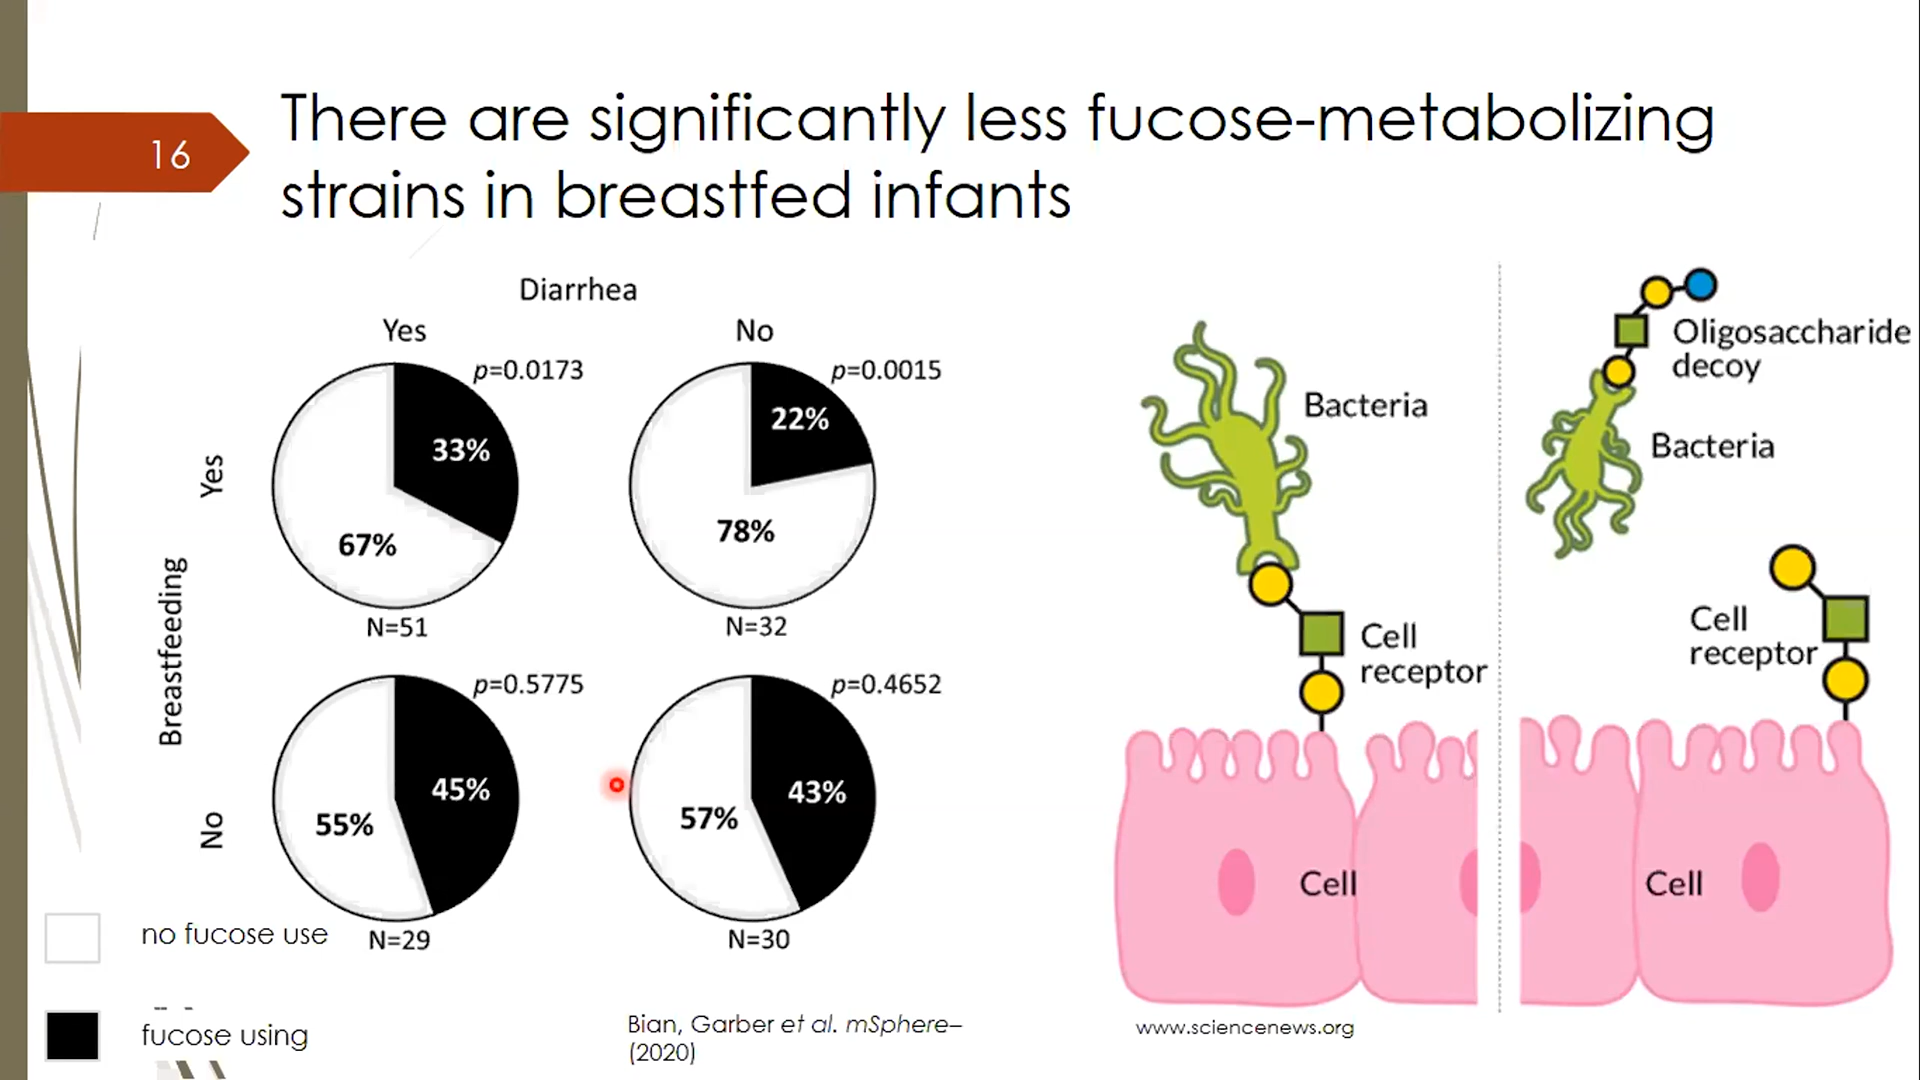 16
There are significantly less fucose-metabolizing
strains in breastfed infants
Diarrhea
Yes
No
Breastfeeding
Yes
No
p=0.0173
33%
67%
N=51
p=0.0015
22%
78%
N=32
p=0.5775
45%
55%
N=29
p=0.4652
43%
57%
N=30
no fucose use
fucose using
Bian, Garber et al. mSphere–
(2020)
Bacteria
Cell
receptor
Cell
Oligosaccharide
decoy
Bacteria
Cell
receptor
Cell
www.sciencenews.org